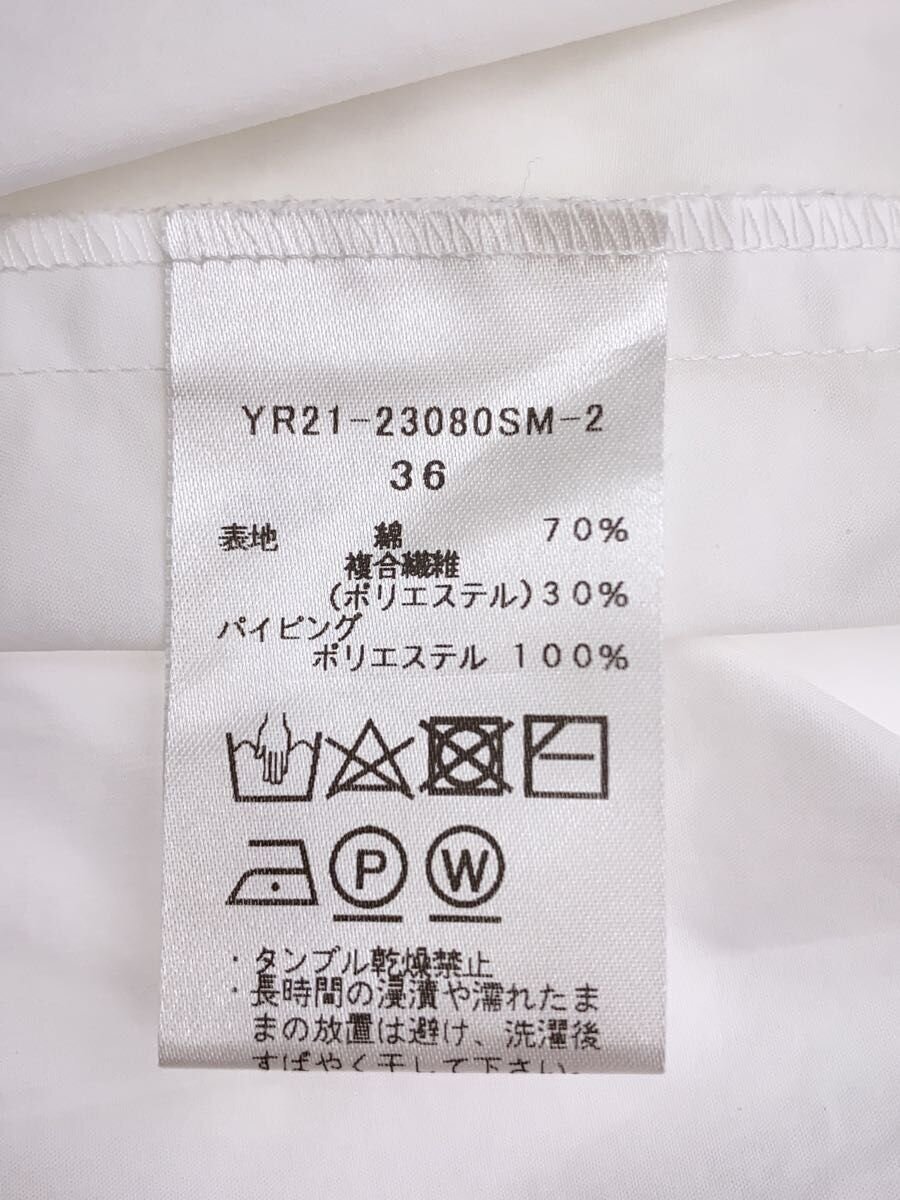 YR21-23080SM-2
36
表地 綿 70%
複合繊維
(ポリエステル)30%
パイピング
ポリエステル 100%
P W
・タンブル乾燥禁止
・長時間の浸漬や濡れたま
まの放置は避け、洗濯後
すばやく干して下さい。